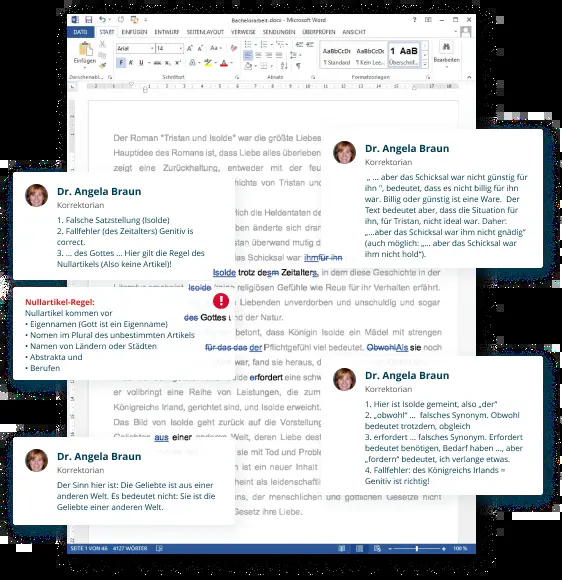 Bachelorarbeit.docx - Microsoft Word
DATEI START EINFÜGEN ENTWURF SEITENLAYOUT VERWEISE SENDUNGEN ÜBERPRÜFEN ANSICHT
Einfügen
Arial 14
F K U
AaBbCcDc AaBbCcDc 1 AaB
¶ Standard ¶ Kein Lee... Überschrif...
Bearbeiten
Zwischenabl... Schriftart Absatz Formatvorlagen
Der Roman "Tristan und Isolde" war die größte Liebes
Hauptidee des Romans ist, dass Liebe alles überleben
zeigt eine Zurückhaltung, entweder mit der feu
chichte von Tristan und
rlich die Heldentaten de
ben änderte sich dram
istan überwand mutig d
das Schicksal war ihmfür ihn
Isolde trotz desm Zeitalters, in dem diese Geschichte in der
Isolde keine religiösen Gefühle wie Reue für ihr Verhalten erfährt.
Liebenden unverdorben und unschuldig und sogar
des Gottes und der Natur.
betont, dass Königin Isolde ein Mädel mit strengen
für das das der Pflichtgefühl viel bedeutet. ObwohlAls sie noch
war, fand sie heraus, d
lde erfordert eine schw
er vollbringt eine Reihe von Leistungen, die zum
Königreichs Irland, gerichtet sind, und Isolde erweicht.
Das Bild von Isolde geht zurück auf die Vorstellung
Geliebten aus einer anderen Welt, deren Liebe dest
sie mit Tod und Proble
n ist ein neuer Inhalt
heint als leidenschaftli
ns, der menschlichen und göttlichen Gesetze nicht
Gesetz ihre Liebe.
Dr. Angela Braun
Korrektorian
„ ... aber das Schicksal war nicht günstig für
ihn ", bedeutet, dass es nicht billig für ihn
war. Billig oder günstig ist eine Ware. Der
Text bedeutet aber, dass die Situation für
ihn, für Tristan, nicht ideal war. Daher:
„...aber das Schicksal war ihm nicht gnädig"
(auch möglich: „... aber das Schicksal war
ihm nicht hold").
Dr. Angela Braun
Korrektorian
1. Falsche Satzstellung (Isolde)
2. Fallfehler (des Zeitalters) Genitiv is
correct.
3. ... des Gottes ... Hier gilt die Regel des
Nullartikels (Also keine Artikel)!
Nullartikel-Regel:
Nullartikel kommen vor
• Eigennamen (Gott ist ein Eigenname)
• Nomen im Plural des unbestimmten Artikels
• Namen von Ländern oder Städten
• Abstrakta und
• Berufen
Dr. Angela Braun
Korrektorian
1. Hier ist Isolde gemeint, also „der"
2. „obwohl" ... falsches Synonym. Obwohl
bedeutet trotzdem, obgleich
3. erfordert ... falsches Synonym. Erfordert
bedeutet benötigen, Bedarf haben ..., aber
„fordern" bedeutet, ich verlange etwas.
4. Fallfehler: des Königreichs Irlands =
Genitiv ist richtig!
Dr. Angela Braun
Korrektorian
Der Sinn hier ist: Die Geliebte ist aus einer
anderen Welt. Es bedeutet nicht: Sie ist die
Geliebte einer anderen Welt.
SEITE 1 VON 46 4127 WÖRTER 100 %